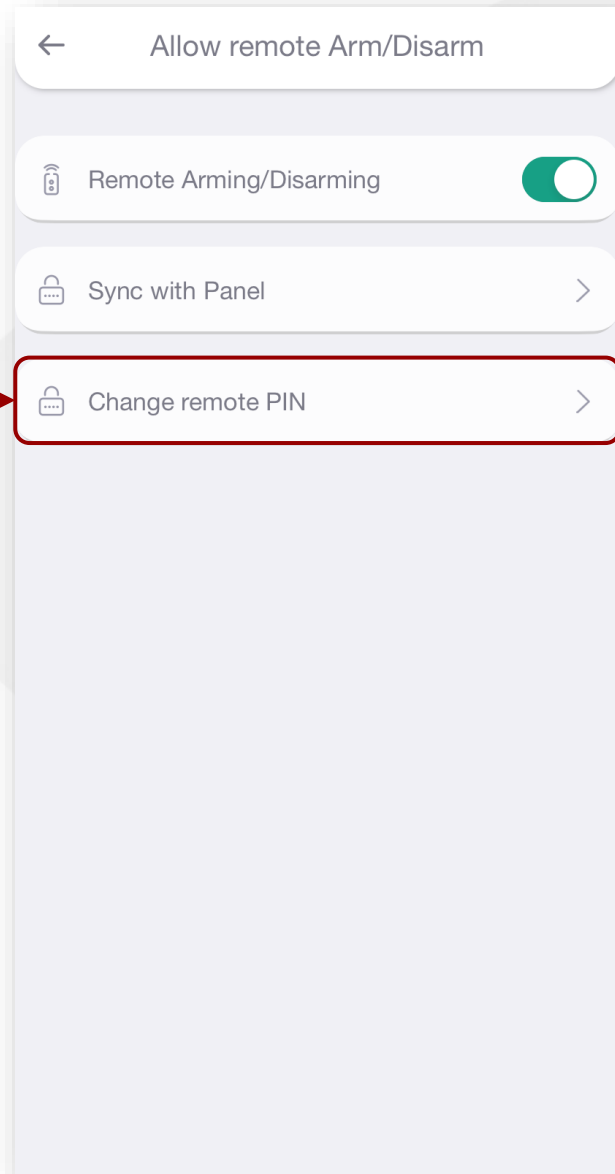 Allow remote Arm/Disarm
Remote Arming/Disarming
Sync with Panel
Change remote PIN